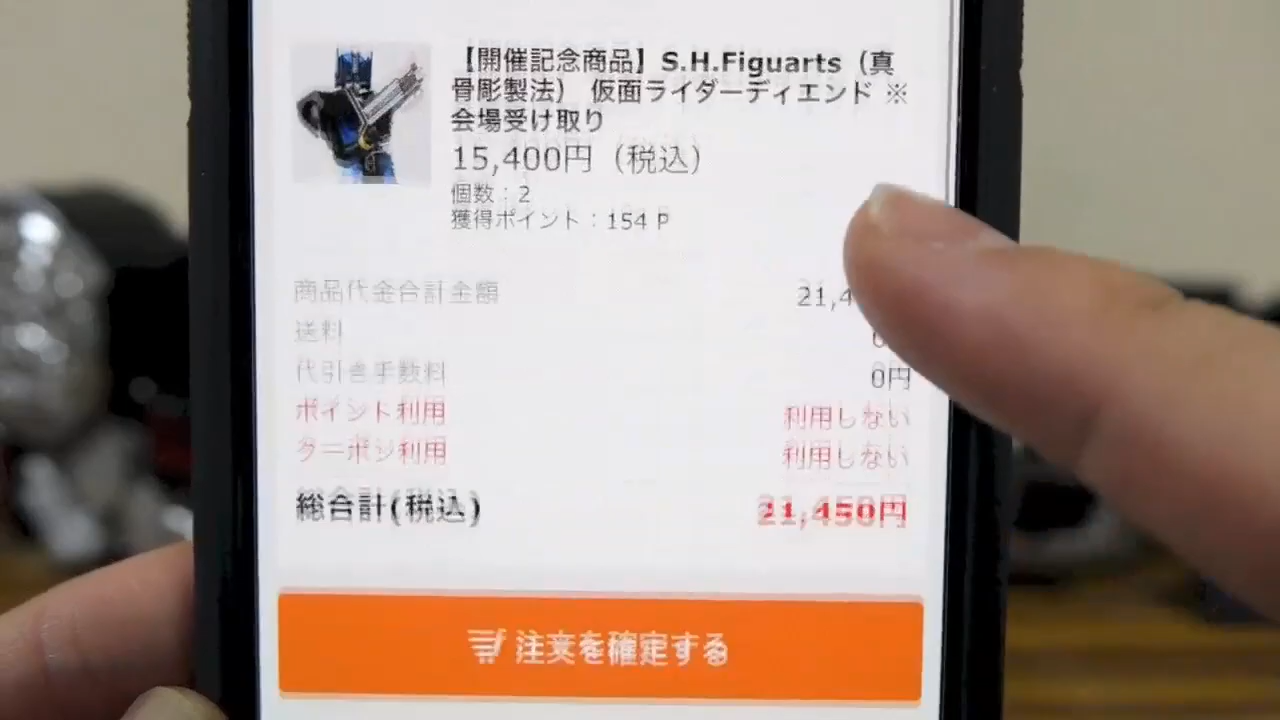 【開催記念商品】S.H.Figuarts（真
骨彫製法） 仮面ライダーディエンド ※
会場受け取り
15,400円（税込）
個数：2
獲得ポイント：154 P
商品代金合計金額
21,4
送料
代引き手数料
0円
ポイント利用
利用しない
クーポン利用
利用しない
総合計(税込)
21,450円
注文を確定する